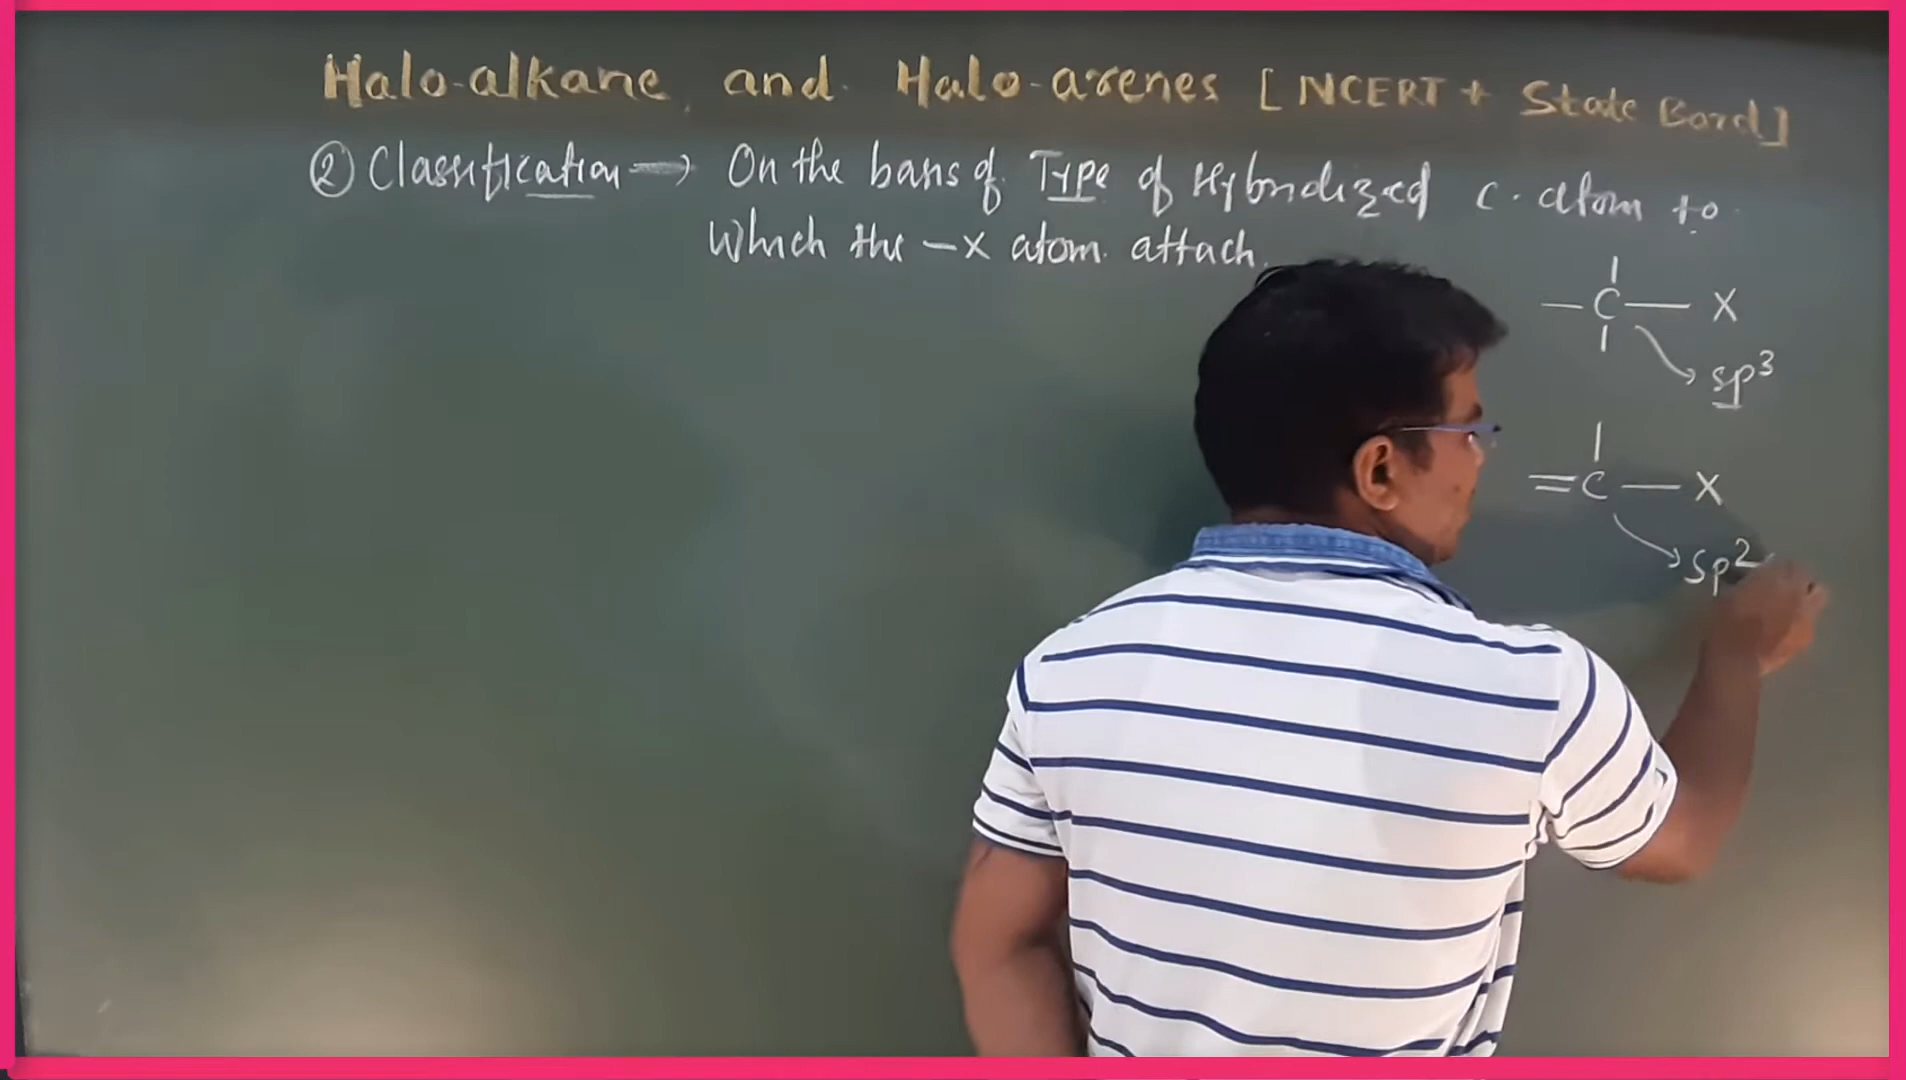 Halo-alkane and Halo-arenes [NCERT + State Bord]
② Classification → On the basis of Type of Hybridized c. atom to
Which the -X atom attach.
-C-X
sp³
=C-X
sp²